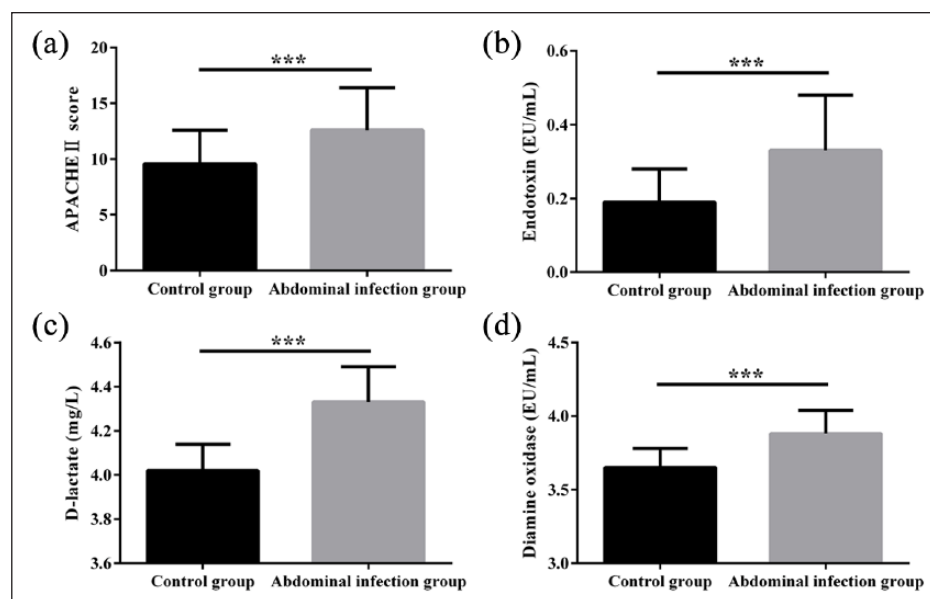 (a)
APACHE Ⅱ score
20
15
10
5
0
***
Control group
Abdominal infection group
(b)
Endotoxin (EU/mL)
0.6
0.4
0.2
0.0
***
Control group
Abdominal infection group
(c)
D-lactate (mg/L)
4.6
4.4
4.2
4.0
3.8
3.6
***
Control group
Abdominal infection group
(d)
Diamine oxidase (EU/mL)
4.5
4.0
3.5
3.0
***
Control group
Abdominal infection group